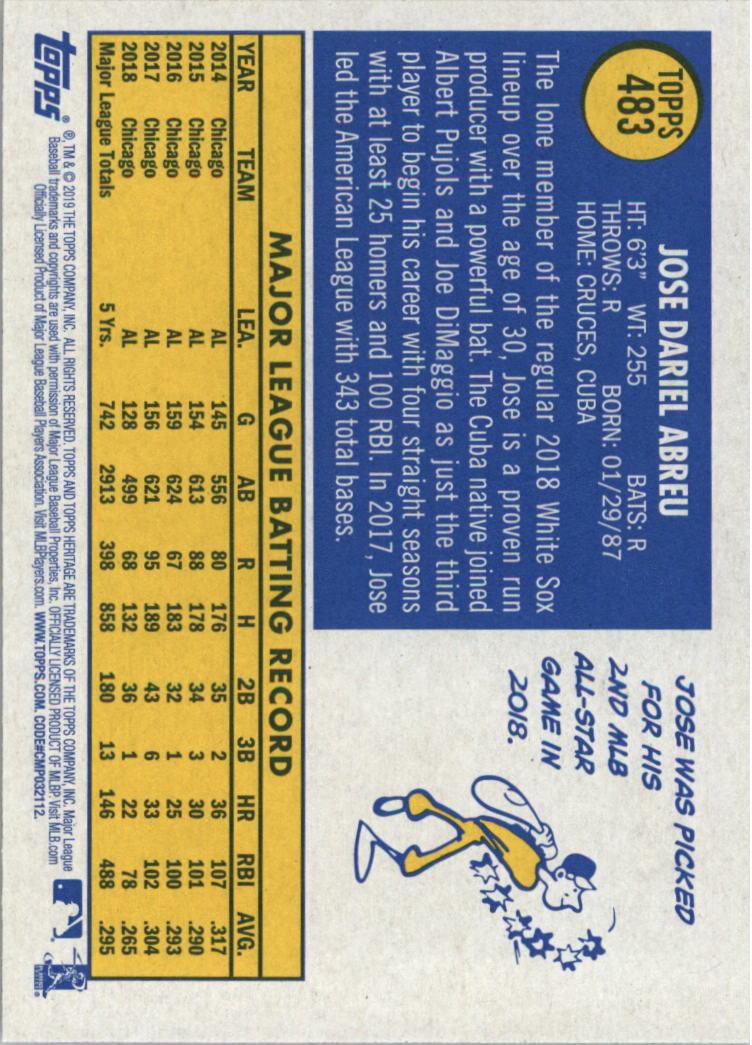 TOPPS
483
JOSE DARIEL ABREU
HT: 6'3" WT: 255 BATS: R
THROWS: R BORN: 01/29/87
HOME: CRUCES, CUBA
The lone member of the regular 2018 White Sox
lineup over the age of 30, Jose is a proven run
producer with a powerful bat. The Cuba native joined
Albert Pujols and Joe DiMaggio as just the third
player to begin his career with four straight seasons
with at least 25 homers and 100 RBI. In 2017, Jose
led the American League with 343 total bases.
JOSE WAS PICKED
FOR HIS
2ND MLB
ALL-STAR
GAME IN
2018.
MAJOR LEAGUE BATTING RECORD
YEAR TEAM LEA. G AB R H 2B 3B HR RBI AVG.
2014 Chicago AL 145 556 80 176 35 2 36 107 .317
2015 Chicago AL 154 613 88 178 34 3 30 101 .290
2016 Chicago AL 159 624 67 183 32 1 25 100 .293
2017 Chicago AL 156 621 95 189 43 6 33 102 .304
2018 Chicago AL 128 499 68 132 36 1 22 78 .265
Major League Totals 5 Yrs. 742 2913 398 858 180 13 146 488 .295
topps ®, TM & © 2019 THE TOPPS COMPANY, INC. ALL RIGHTS RESERVED. TOPPS AND TOPPS HERITAGE ARE TRADEMARKS OF THE TOPPS COMPANY, INC. Major League
Baseball trademarks and copyrights are used with permission of Major League Baseball Properties, Inc. OFFICIALLY LICENSED PRODUCT OF MLBP. Visit MLB.com
Officially Licensed Product of Major League Baseball Players Association. Visit MLBPlayers.com. WWW.TOPPS.COM. CODE#CMP032112.